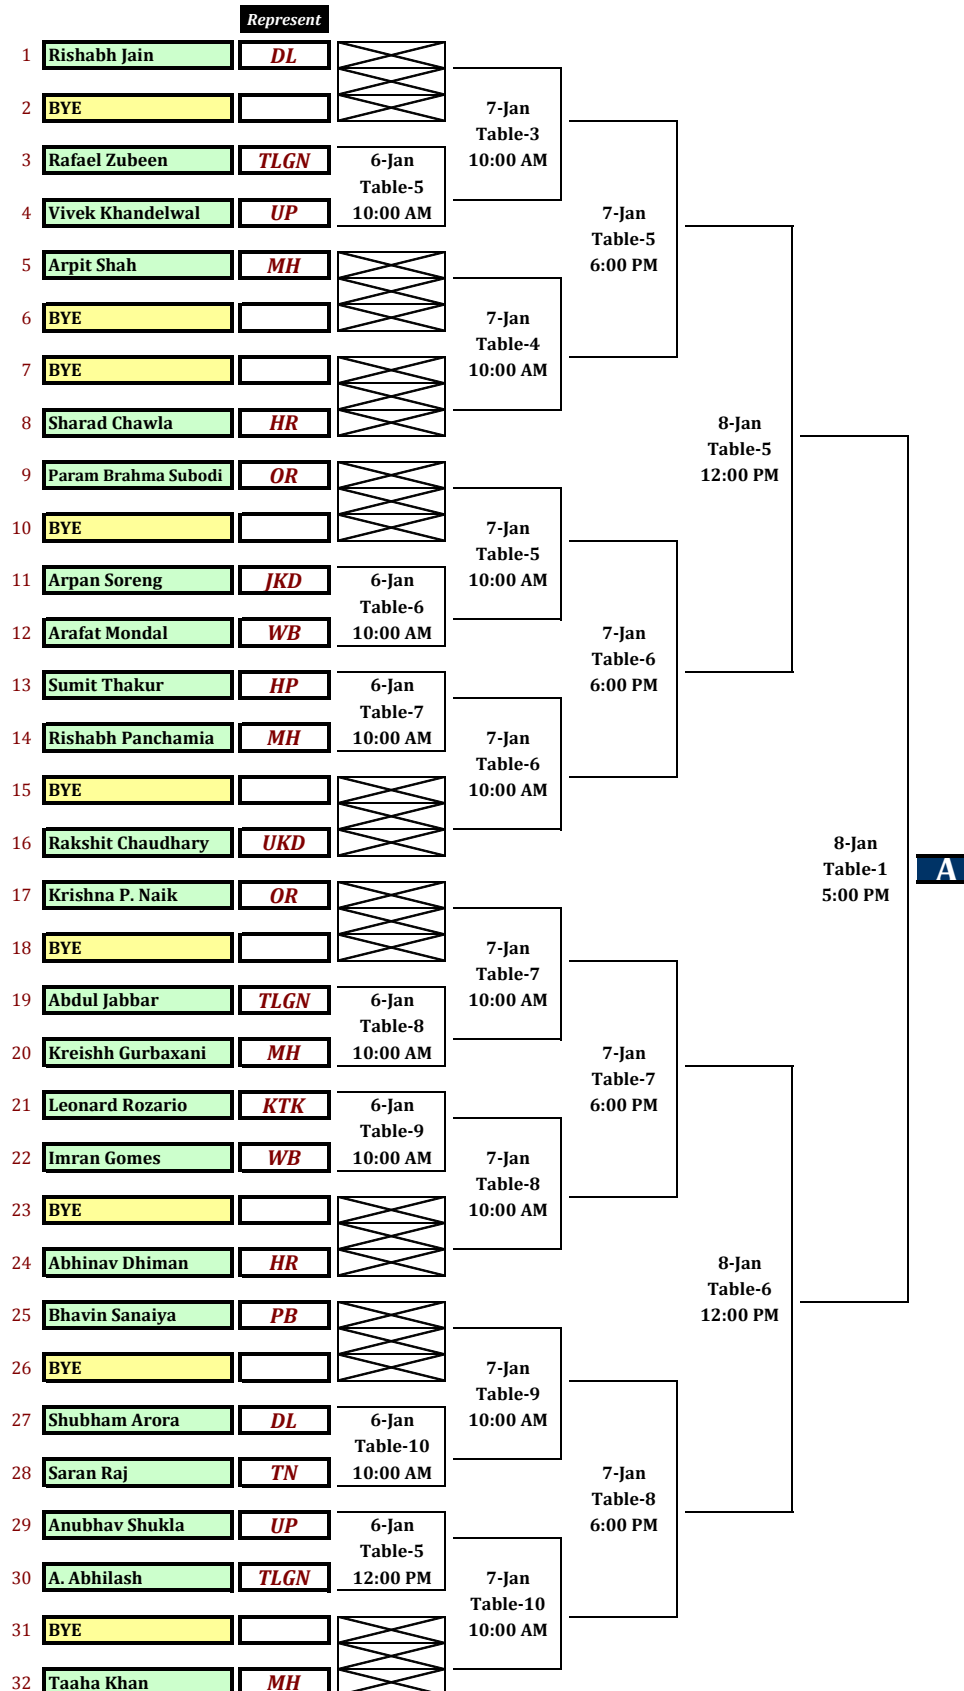 Represent
1 Rishabh Jain DL
2 BYE 7-Jan
Table-3
3 Rafael Zubeen TLGN 6-Jan 10:00 AM
Table-5
4 Vivek Khandelwal UP 10:00 AM 7-Jan
Table-5
5 Arpit Shah MH 6:00 PM
6 BYE 7-Jan
Table-4
7 BYE 10:00 AM
8 Sharad Chawla HR 8-Jan
Table-5
9 Param Brahma Subodi OR 12:00 PM
10 BYE 7-Jan
Table-5
11 Arpan Soreng JKD 6-Jan 10:00 AM
Table-6
12 Arafat Mondal WB 10:00 AM 7-Jan
Table-6
13 Sumit Thakur HP 6-Jan 6:00 PM
Table-7
14 Rishabh Panchamia MH 10:00 AM 7-Jan
Table-6
15 BYE 10:00 AM
16 Rakshit Chaudhary UKD 8-Jan
Table-1 A
17 Krishna P. Naik OR 5:00 PM
18 BYE 7-Jan
Table-7
19 Abdul Jabbar TLGN 6-Jan 10:00 AM
Table-8
20 Kreishh Gurbaxani MH 10:00 AM 7-Jan
Table-7
21 Leonard Rozario KTK 6-Jan 6:00 PM
Table-9
22 Imran Gomes WB 10:00 AM 7-Jan
Table-8
23 BYE 10:00 AM
24 Abhinav Dhiman HR 8-Jan
Table-6
25 Bhavin Sanaiya PB 12:00 PM
26 BYE 7-Jan
Table-9
27 Shubham Arora DL 6-Jan 10:00 AM
Table-10
28 Saran Raj TN 10:00 AM 7-Jan
Table-8
29 Anubhav Shukla UP 6-Jan 6:00 PM
Table-5
30 A. Abhilash TLGN 12:00 PM 7-Jan
Table-10
31 BYE 10:00 AM
32 Taaha Khan MH